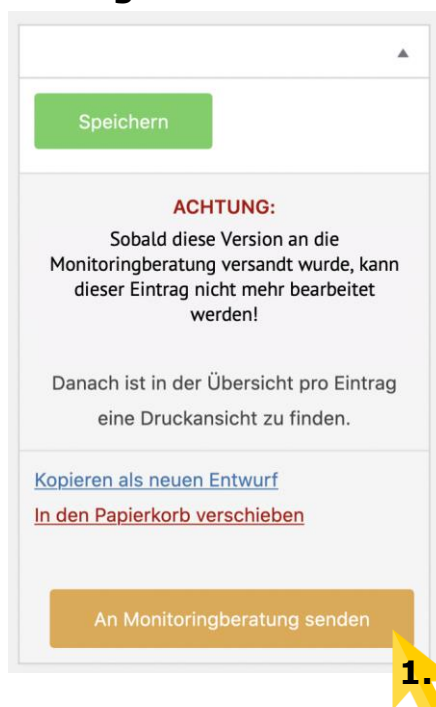 Speichern
ACHTUNG:
Sobald diese Version an die
Monitoringberatung versandt wurde, kann
dieser Eintrag nicht mehr bearbeitet
werden!
Danach ist in der Übersicht pro Eintrag
eine Druckansicht zu finden.
Kopieren als neuen Entwurf
In den Papierkorb verschieben
An Monitoringberatung senden
1.